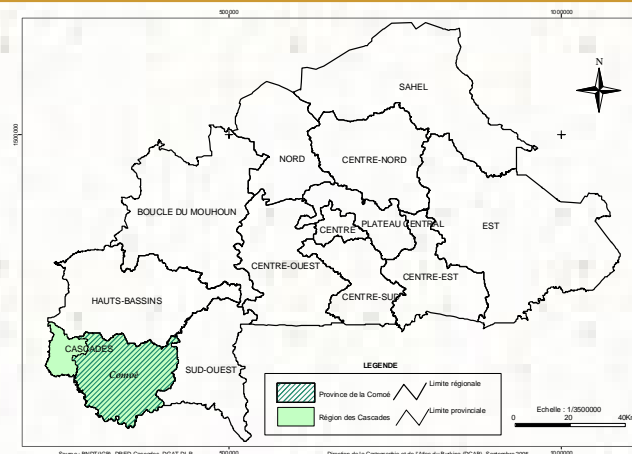 500000
1000000
N
SAHEL
1500000
NORD
CENTRE-NORD
BOUCLE DU MOUHOUN
CENTRE
PLATEAU CENTRAL
EST
CENTRE-OUEST
CENTRE-EST
HAUTS-BASSINS
CENTRE-SUD
CASCADES
Comoé
SUD-OUEST
LEGENDE
Province de la Comoé
Limite régionale
Région des Cascades
Limite provinciale
Echelle : 1/3500000
0 20 40Km
500000
1000000